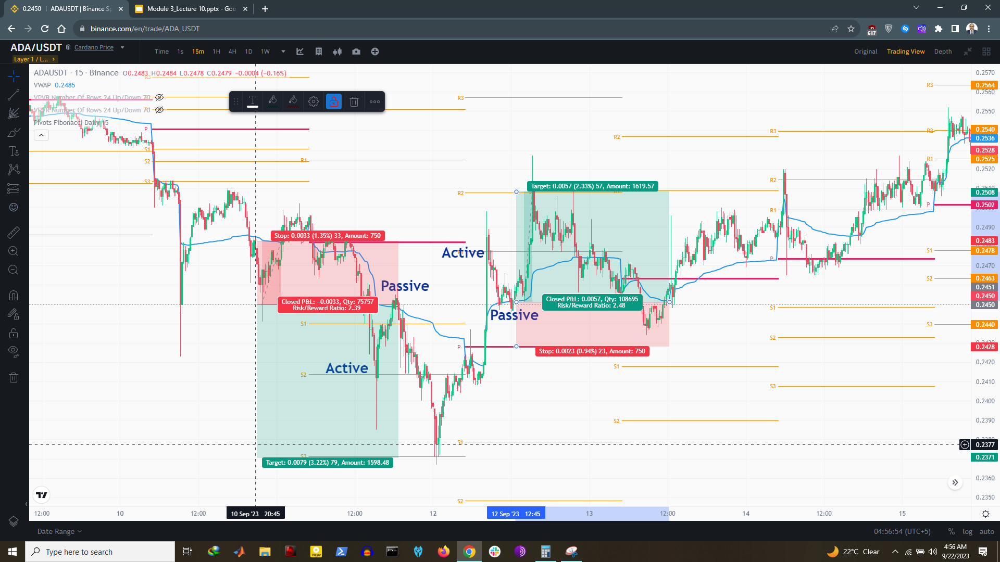 0.2450 | ADAUSDT | Binance Sp
Module 3_Lecture 10.pptx - Goo
binance.com/en/trade/ADA_USDT
617
ADA/USDT Cardano Price
Layer 1 / L... >
Time 1s 15m 1H 4H 1D 1W
Original Trading View Depth
ADAUSDT · 15 · Binance O0.2483 H0.2484 L0.2478 C0.2479 −0.0004 (−0.16%)
VWAP 0.2485
VPVR Number Of Rows 24 Up/Down 70
VPVR Number Of Rows 24 Up/Down 70
Pivots Fibonacci Daily 15
R3
P
S1
S2
S3
R1
P
S1
S2
S3
R3
R2
P
S1
S2
R2
S1
S2
R3
R2
R1
P
S1
S2
S3
R3
R2
R1
P
S1
S2
S3
Target: 0.0057 (2.33%) 57, Amount: 1619.57
Stop: 0.0033 (1.35%) 33, Amount: 750
Active
Passive
Closed P&L: −0.0033, Qty: 75757
Risk/Reward Ratio: 2.39
Closed P&L: 0.0057, Qty: 108695
Risk/Reward Ratio: 2.48
Passive
Stop: 0.0023 (0.94%) 23, Amount: 750
Active
Target: 0.0079 (3.22%) 79, Amount: 1598.48
0.2570
0.2564
0.2560
0.2550
0.2540
0.2536
0.2528
0.2525
0.2520
0.2508
0.2502
0.2490
0.2483
0.2478
0.2470
0.2463
0.2451
0.2450
0.2450
0.2440
0.2428
0.2420
0.2410
0.2400
0.2390
0.2377
0.2371
0.2360
0.2350
12:00 10 12:00 10 Sep '23 20:45 12:00 12 12 Sep '23 12:45 13 12:00 14 12:00 15
Date Range
04:56:54 (UTC+5) % log auto
Type here to search
Player
22°C Clear
4:56 AM
9/22/2023